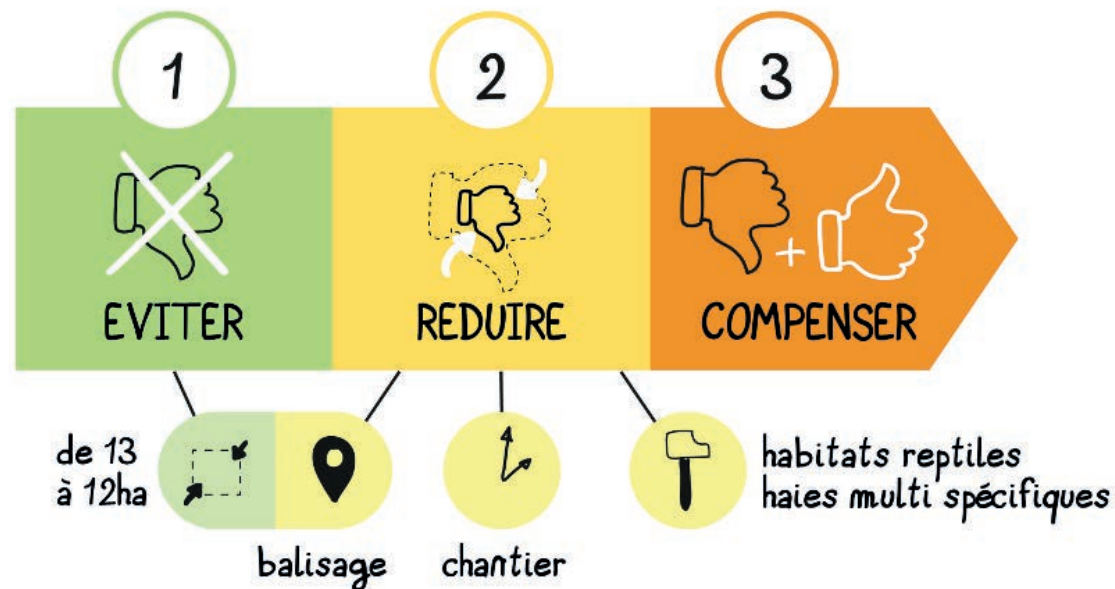 1
2
3
EVITER
REDUIRE
COMPENSER
de 13
à 12ha
balisage
chantier
habitats reptiles
haies multi spécifiques